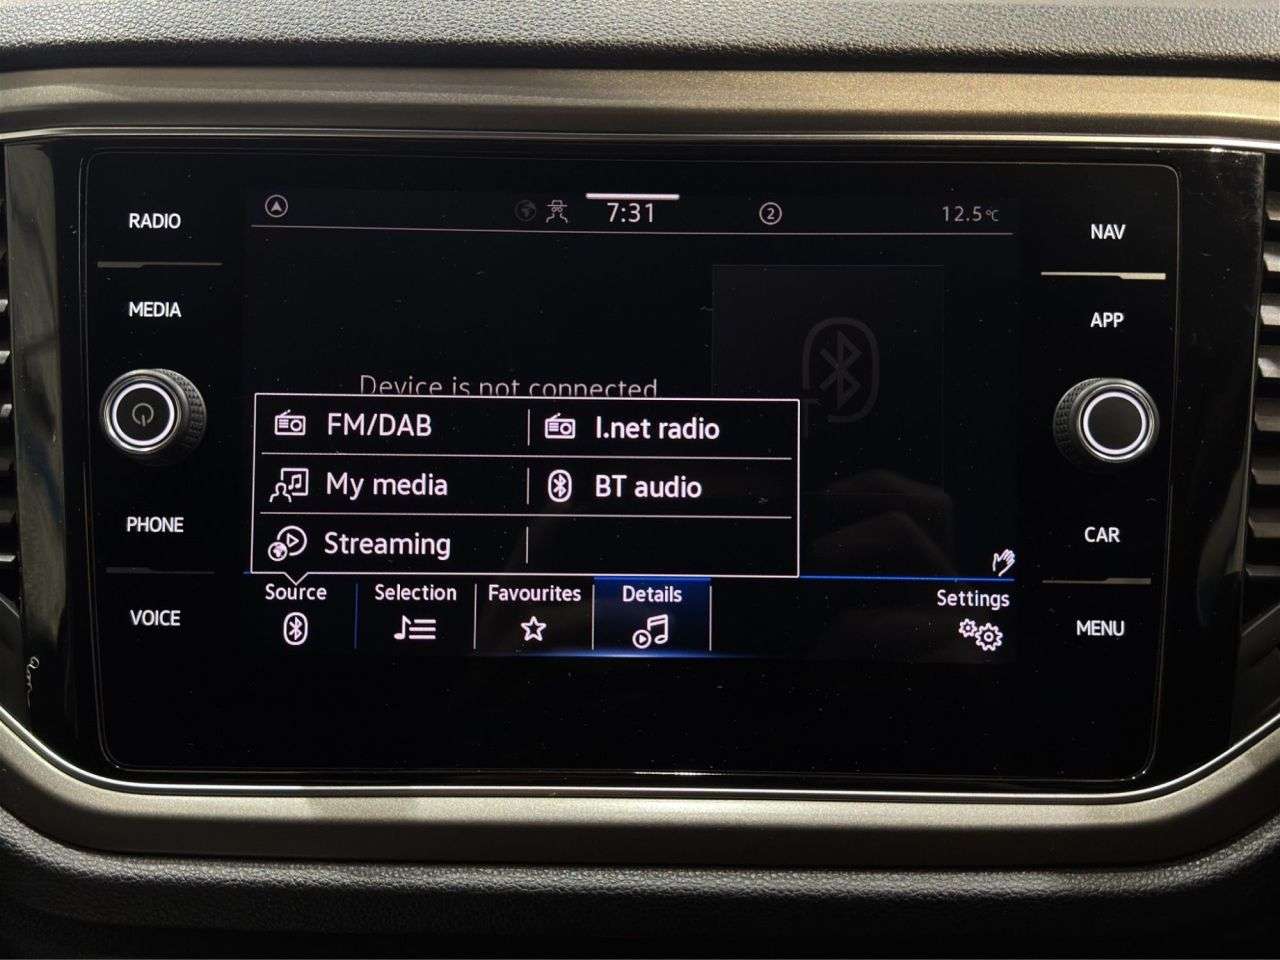 RADIO
MEDIA
PHONE
VOICE
7:31
2
12.5°C
Device is not connected.
FM/DAB
I.net radio
My media
BT audio
Streaming
Source
Selection
Favourites
Details
Settings
NAV
APP
CAR
MENU